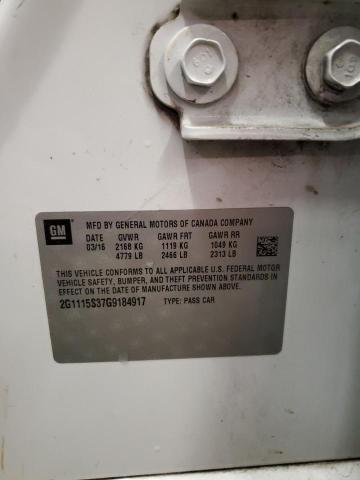 GM
MFD BY GENERAL MOTORS OF CANADA COMPANY
DATE GVWR GAWR FRT GAWR RR
03/16 2168 KG 1119 KG 1049 KG
4779 LB 2466 LB 2313 LB
THIS VEHICLE CONFORMS TO ALL APPLICABLE U.S. FEDERAL MOTOR
VEHICLE SAFETY, BUMPER, AND THEFT PREVENTION STANDARDS IN
EFFECT ON THE DATE OF MANUFACTURE SHOWN ABOVE.
2G1115S37G9184917 TYPE: PASS CAR